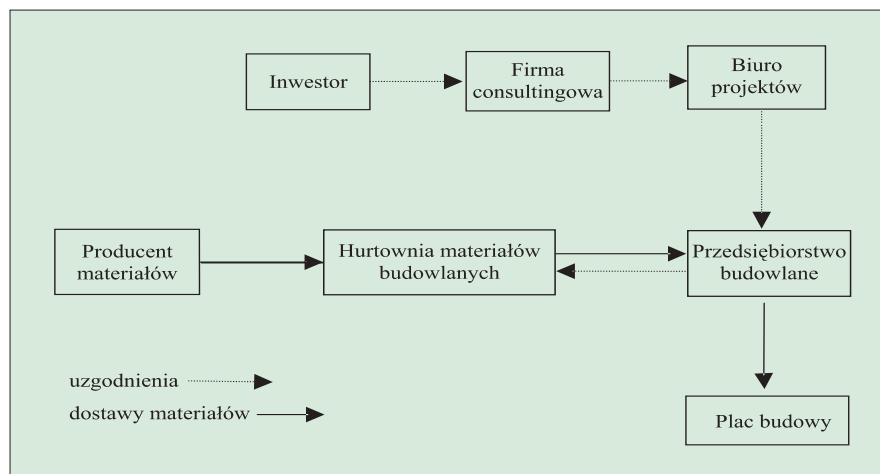 Inwestor
Firma
consultingowa
Biuro
projektów
Producent
materiałów
Hurtownia materiałów
budowlanych
Przedsiębiorstwo
budowlane
uzgodnienia
dostawy materiałów
Plac budowy